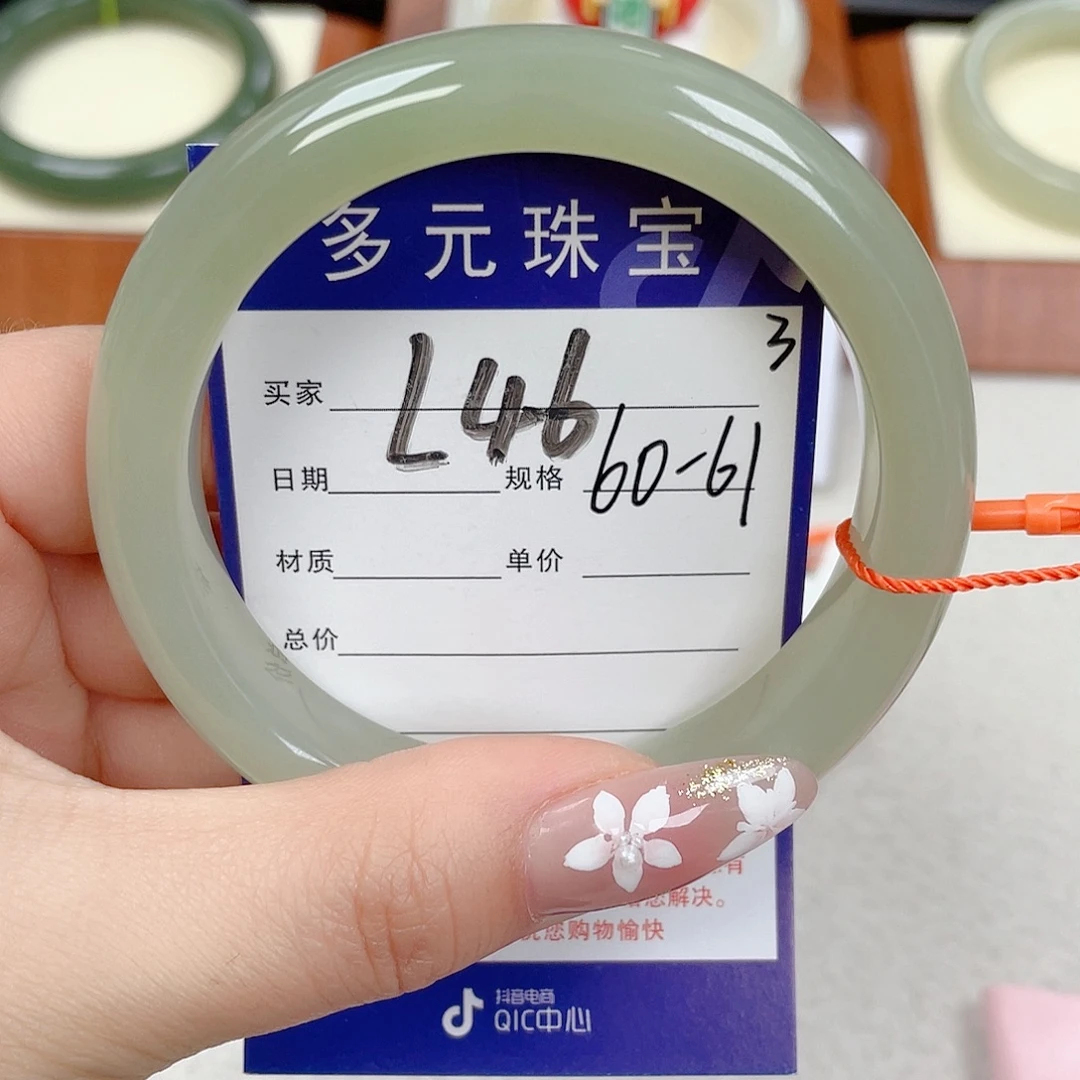 多元珠宝
3
买家 L46
日期 规格 60-61
材质 单价
总价
有
您解决。
您购物愉快
抖音电商
QIC中心